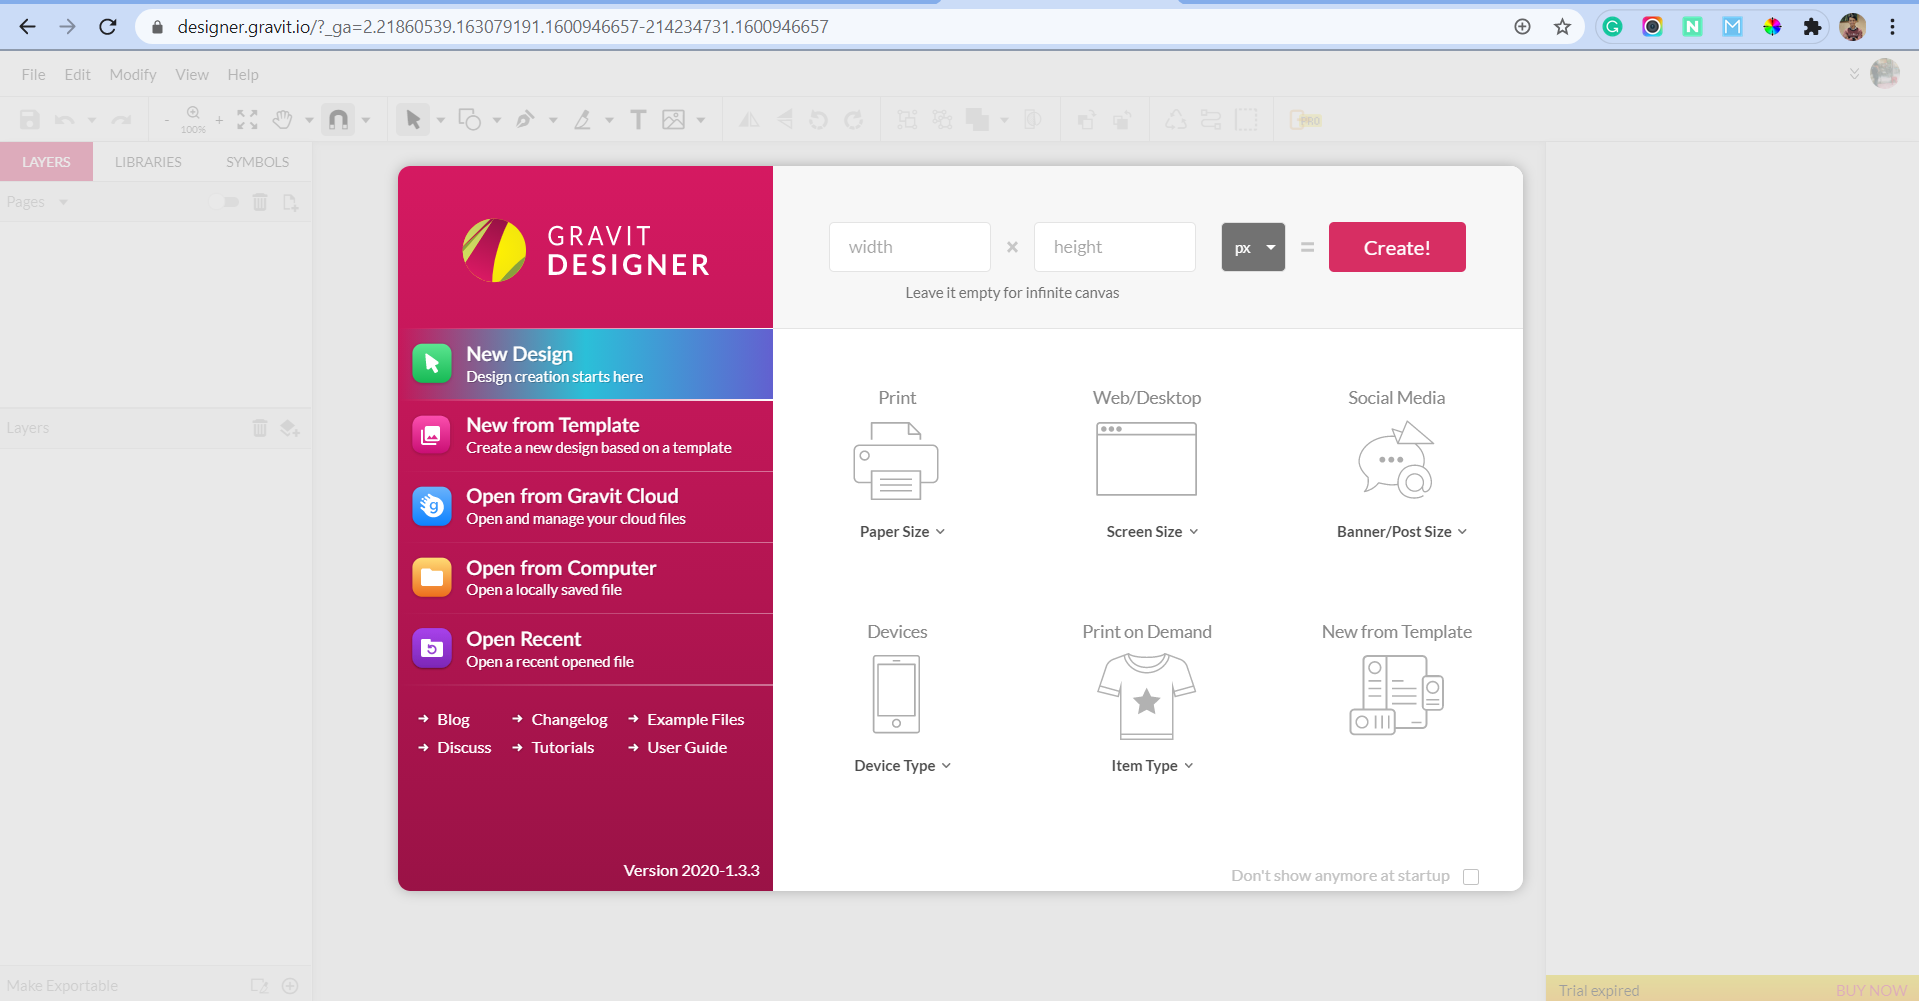 designer.gravit.io/?_ga=2.21860539.163079191.1600946657-214234731.1600946657
File Edit Modify View Help
- 100% +
T
PRO
LAYERS LIBRARIES SYMBOLS
Pages
Layers
Make Exportable
GRAVIT
DESIGNER
New Design
Design creation starts here
New from Template
Create a new design based on a template
Open from Gravit Cloud
Open and manage your cloud files
Open from Computer
Open a locally saved file
Open Recent
Open a recent opened file
Blog Changelog Example Files
Discuss Tutorials User Guide
Version 2020-1.3.3
width × height px = Create!
Leave it empty for infinite canvas
Print Web/Desktop Social Media
Paper Size Screen Size Banner/Post Size
Devices Print on Demand New from Template
Device Type Item Type
Don't show anymore at startup
Trial expired BUY NOW